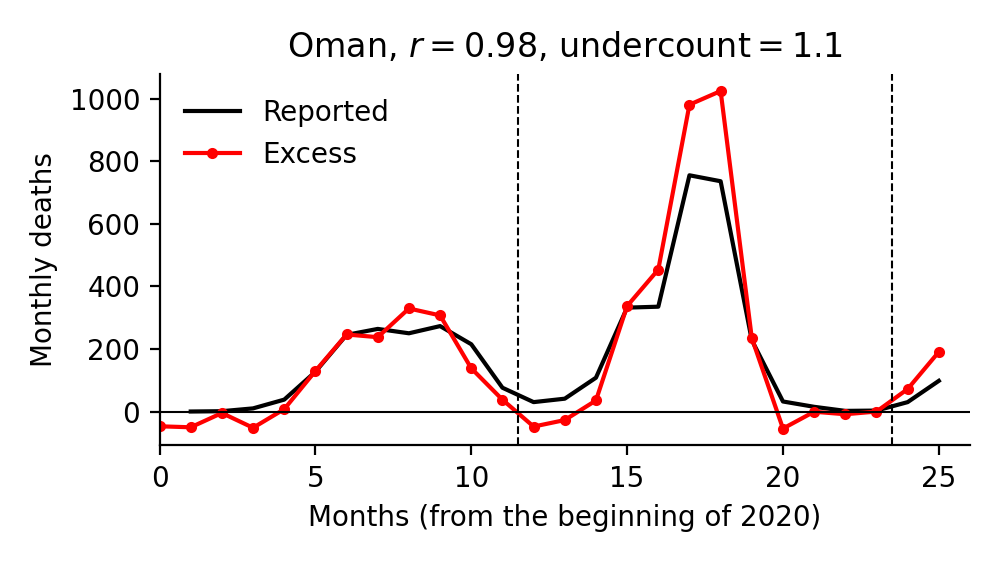 Oman, r = 0.98, undercount = 1.1
Reported
Excess
Monthly deaths
1000
800
600
400
200
0
0 5 10 15 20 25
Months (from the beginning of 2020)